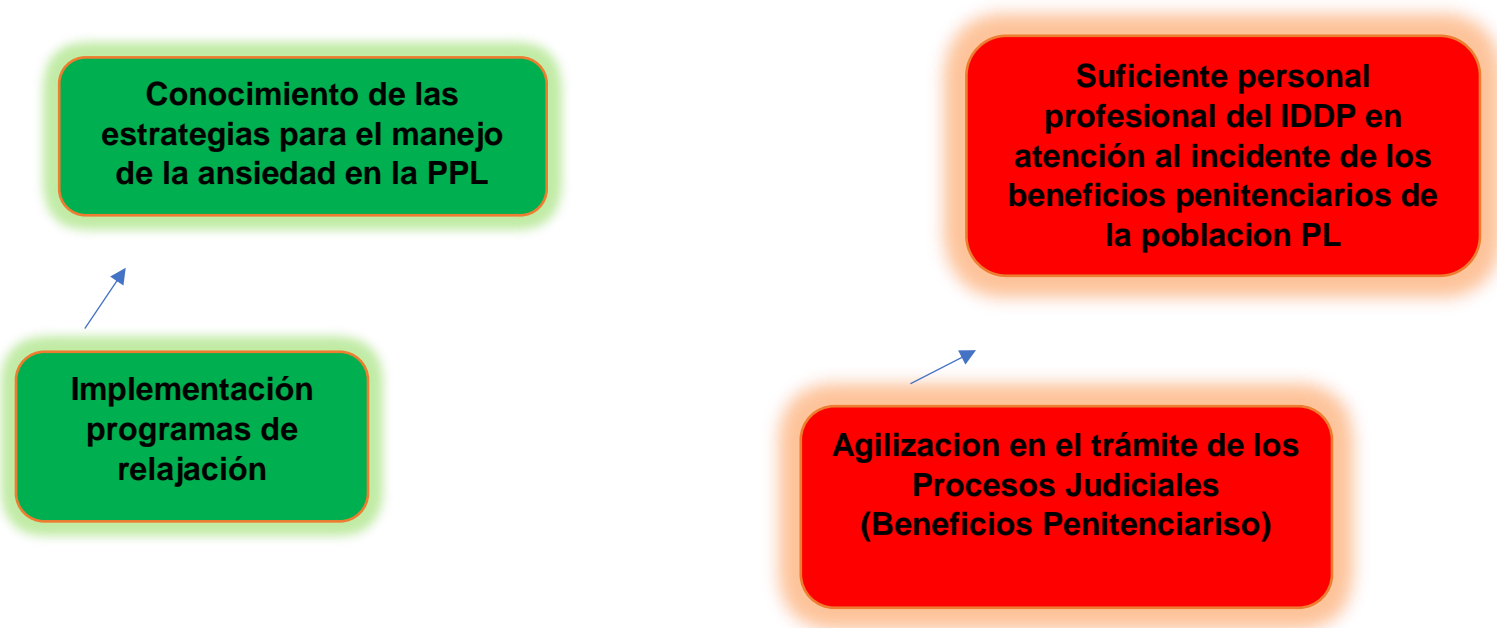 Conocimiento de las
estrategias para el manejo
de la ansiedad en la PPL
Suficiente personal
profesional del IDDP en
atención al incidente de los
beneficios penitenciarios de
la poblacion PL
Implementación
programas de
relajación
Agilizacion en el trámite de los
Procesos Judiciales
(Beneficios Penitenciariso)